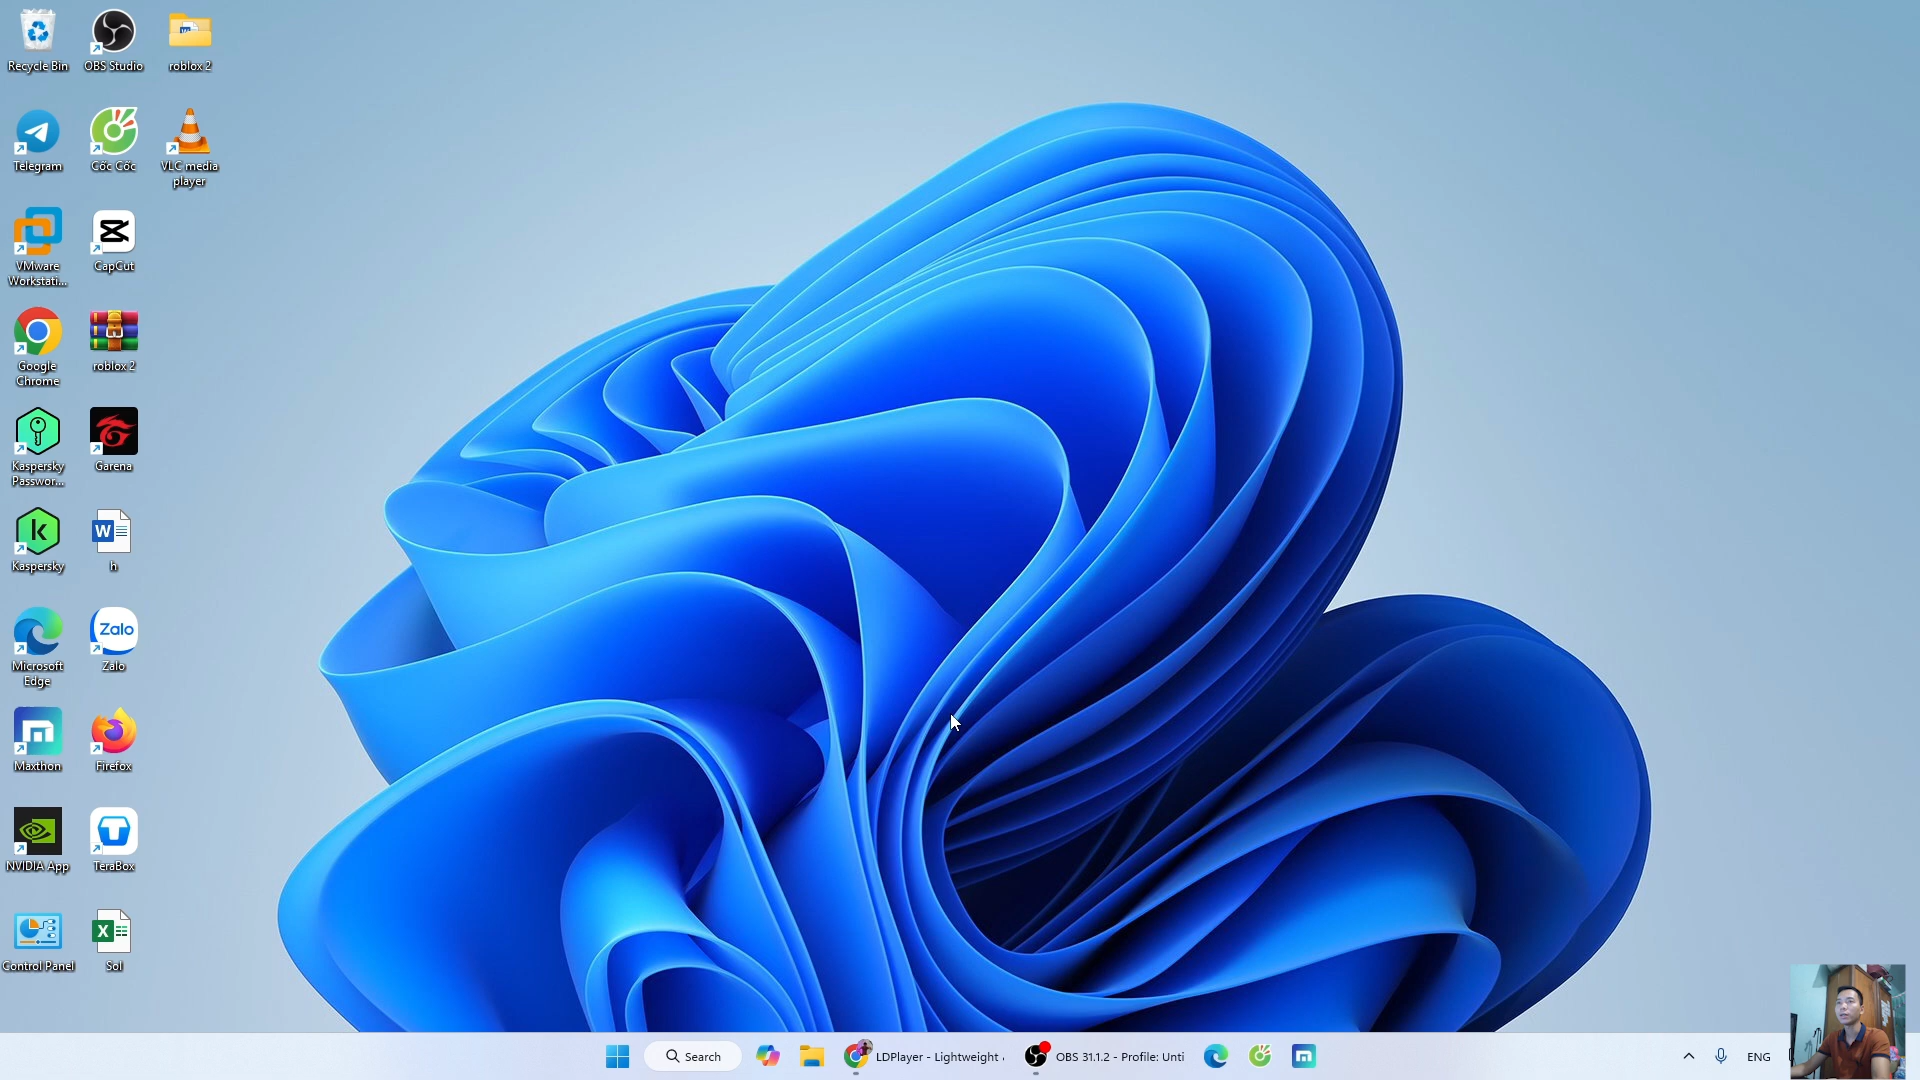 Recycle Bin
OBS Studio
roblox 2
Telegram
Cốc Cốc
VLC media
player
VMware
Workstati...
CapCut
Google
Chrome
roblox 2
Kaspersky
Passwor...
Garena
Kaspersky
h
Microsoft
Edge
Zalo
Zalo
Maxthon
Firefox
NVIDIA App
TeraBox
Control Panel
Sol
Search
LDPlayer - Lightweight
OBS 31.1.2 - Profile: Unti
ENG